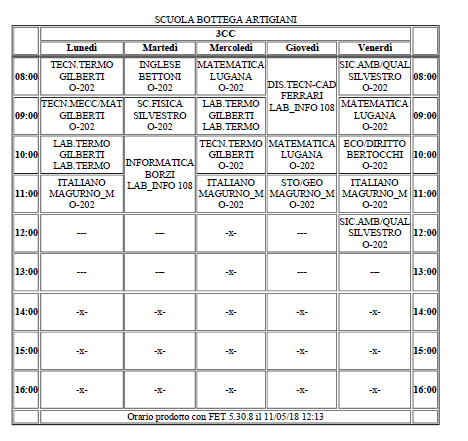 SCUOLA BOTTEGA ARTIGIANI
3CC
Lunedì Martedì Mercoledì Giovedì Venerdì
08:00 TECN.TERMO GILBERTI O-202 INGLESE BETTONI O-202 MATEMATICA LUGANA O-202 DIS.TECN-CAD FERRARI LAB_INFO 108 SIC.AMB/QUAL SILVESTRO O-202 08:00
09:00 TECN.MECC/MAT GILBERTI O-202 SC.FISICA SILVESTRO O-202 LAB.TERMO GILBERTI LAB.TERMO MATEMATICA LUGANA O-202 09:00
10:00 LAB.TERMO GILBERTI LAB.TERMO INFORMATICA BORZI LAB_INFO 108 TECN.TERMO GILBERTI O-202 MATEMATICA LUGANA O-202 ECO/DIRITTO BERTOCCHI O-202 10:00
11:00 ITALIANO MAGURNO_M O-202 ITALIANO MAGURNO_M O-202 STO/GEO MAGURNO_M O-202 ITALIANO MAGURNO_M O-202 11:00
12:00 --- --- -x- --- SIC.AMB/QUAL SILVESTRO O-202 12:00
13:00 --- --- -x- --- --- 13:00
14:00 -x- -x- -x- -x- -x- 14:00
15:00 -x- -x- -x- -x- -x- 15:00
16:00 -x- -x- -x- -x- -x- 16:00
Orario prodotto con FET 5.30.8 il 11/05/18 12:13